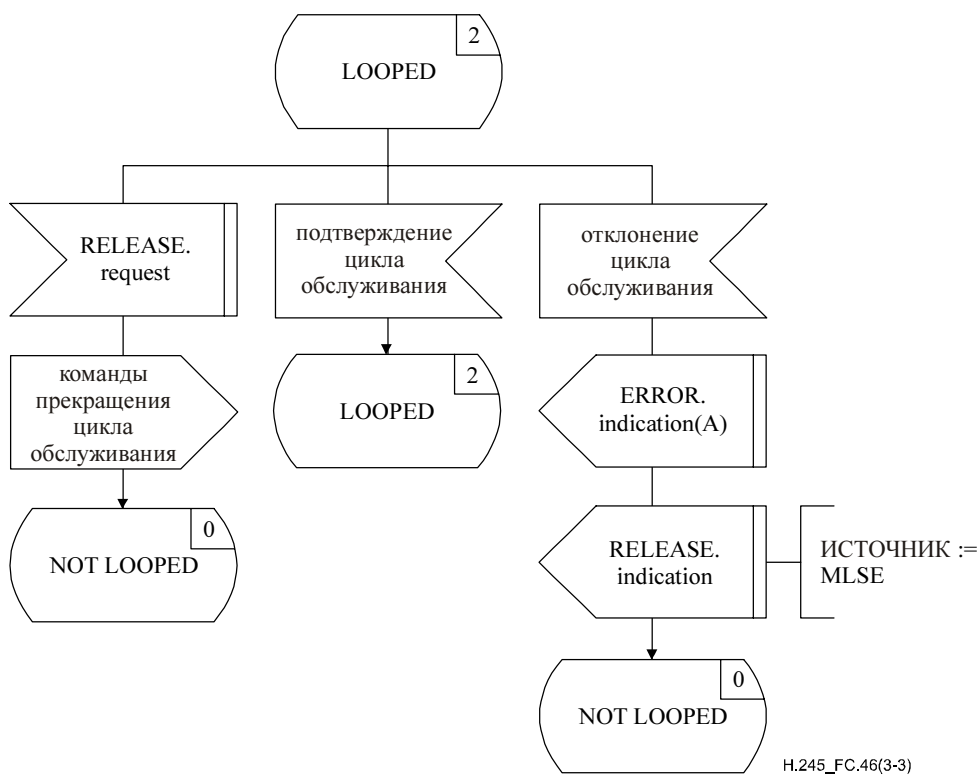 2
LOOPED
RELEASE.
request
подтверждение
цикла
обслуживания
отклонение
цикла
обслуживания
команды
прекращения
цикла
обслуживания
2
LOOPED
ERROR.
indication(A)
0
NOT LOOPED
RELEASE.
indication
ИСТОЧНИК :=
MLSE
0
NOT LOOPED
H.245_FC.46(3-3)